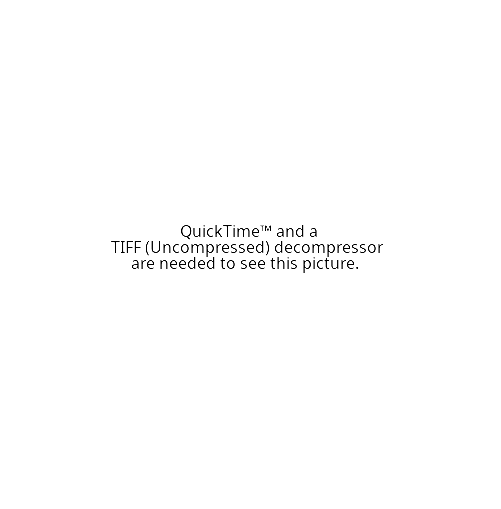 QuickTime™ and a
TIFF (Uncompressed) decompressor
are needed to see this picture.